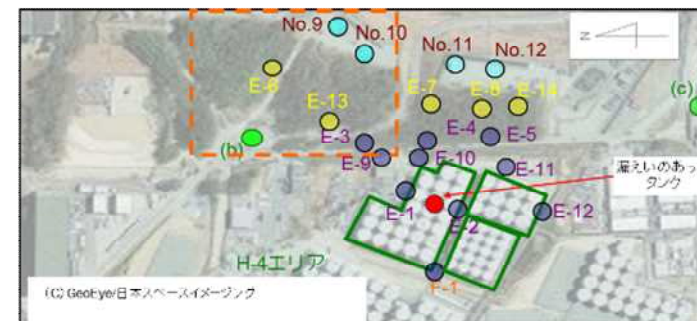 No.9
No.10
No.11
No.12
N
E-6
E-7
E-8
E-14
(c)
E-13
(b)
E-3
E-4
E-5
E-9
E-10
E-11
漏えいのあっ
タンク
E-1
E-2
E-12
H-4エリア
F-1
(C) GeoEye/日本スペースイメージング